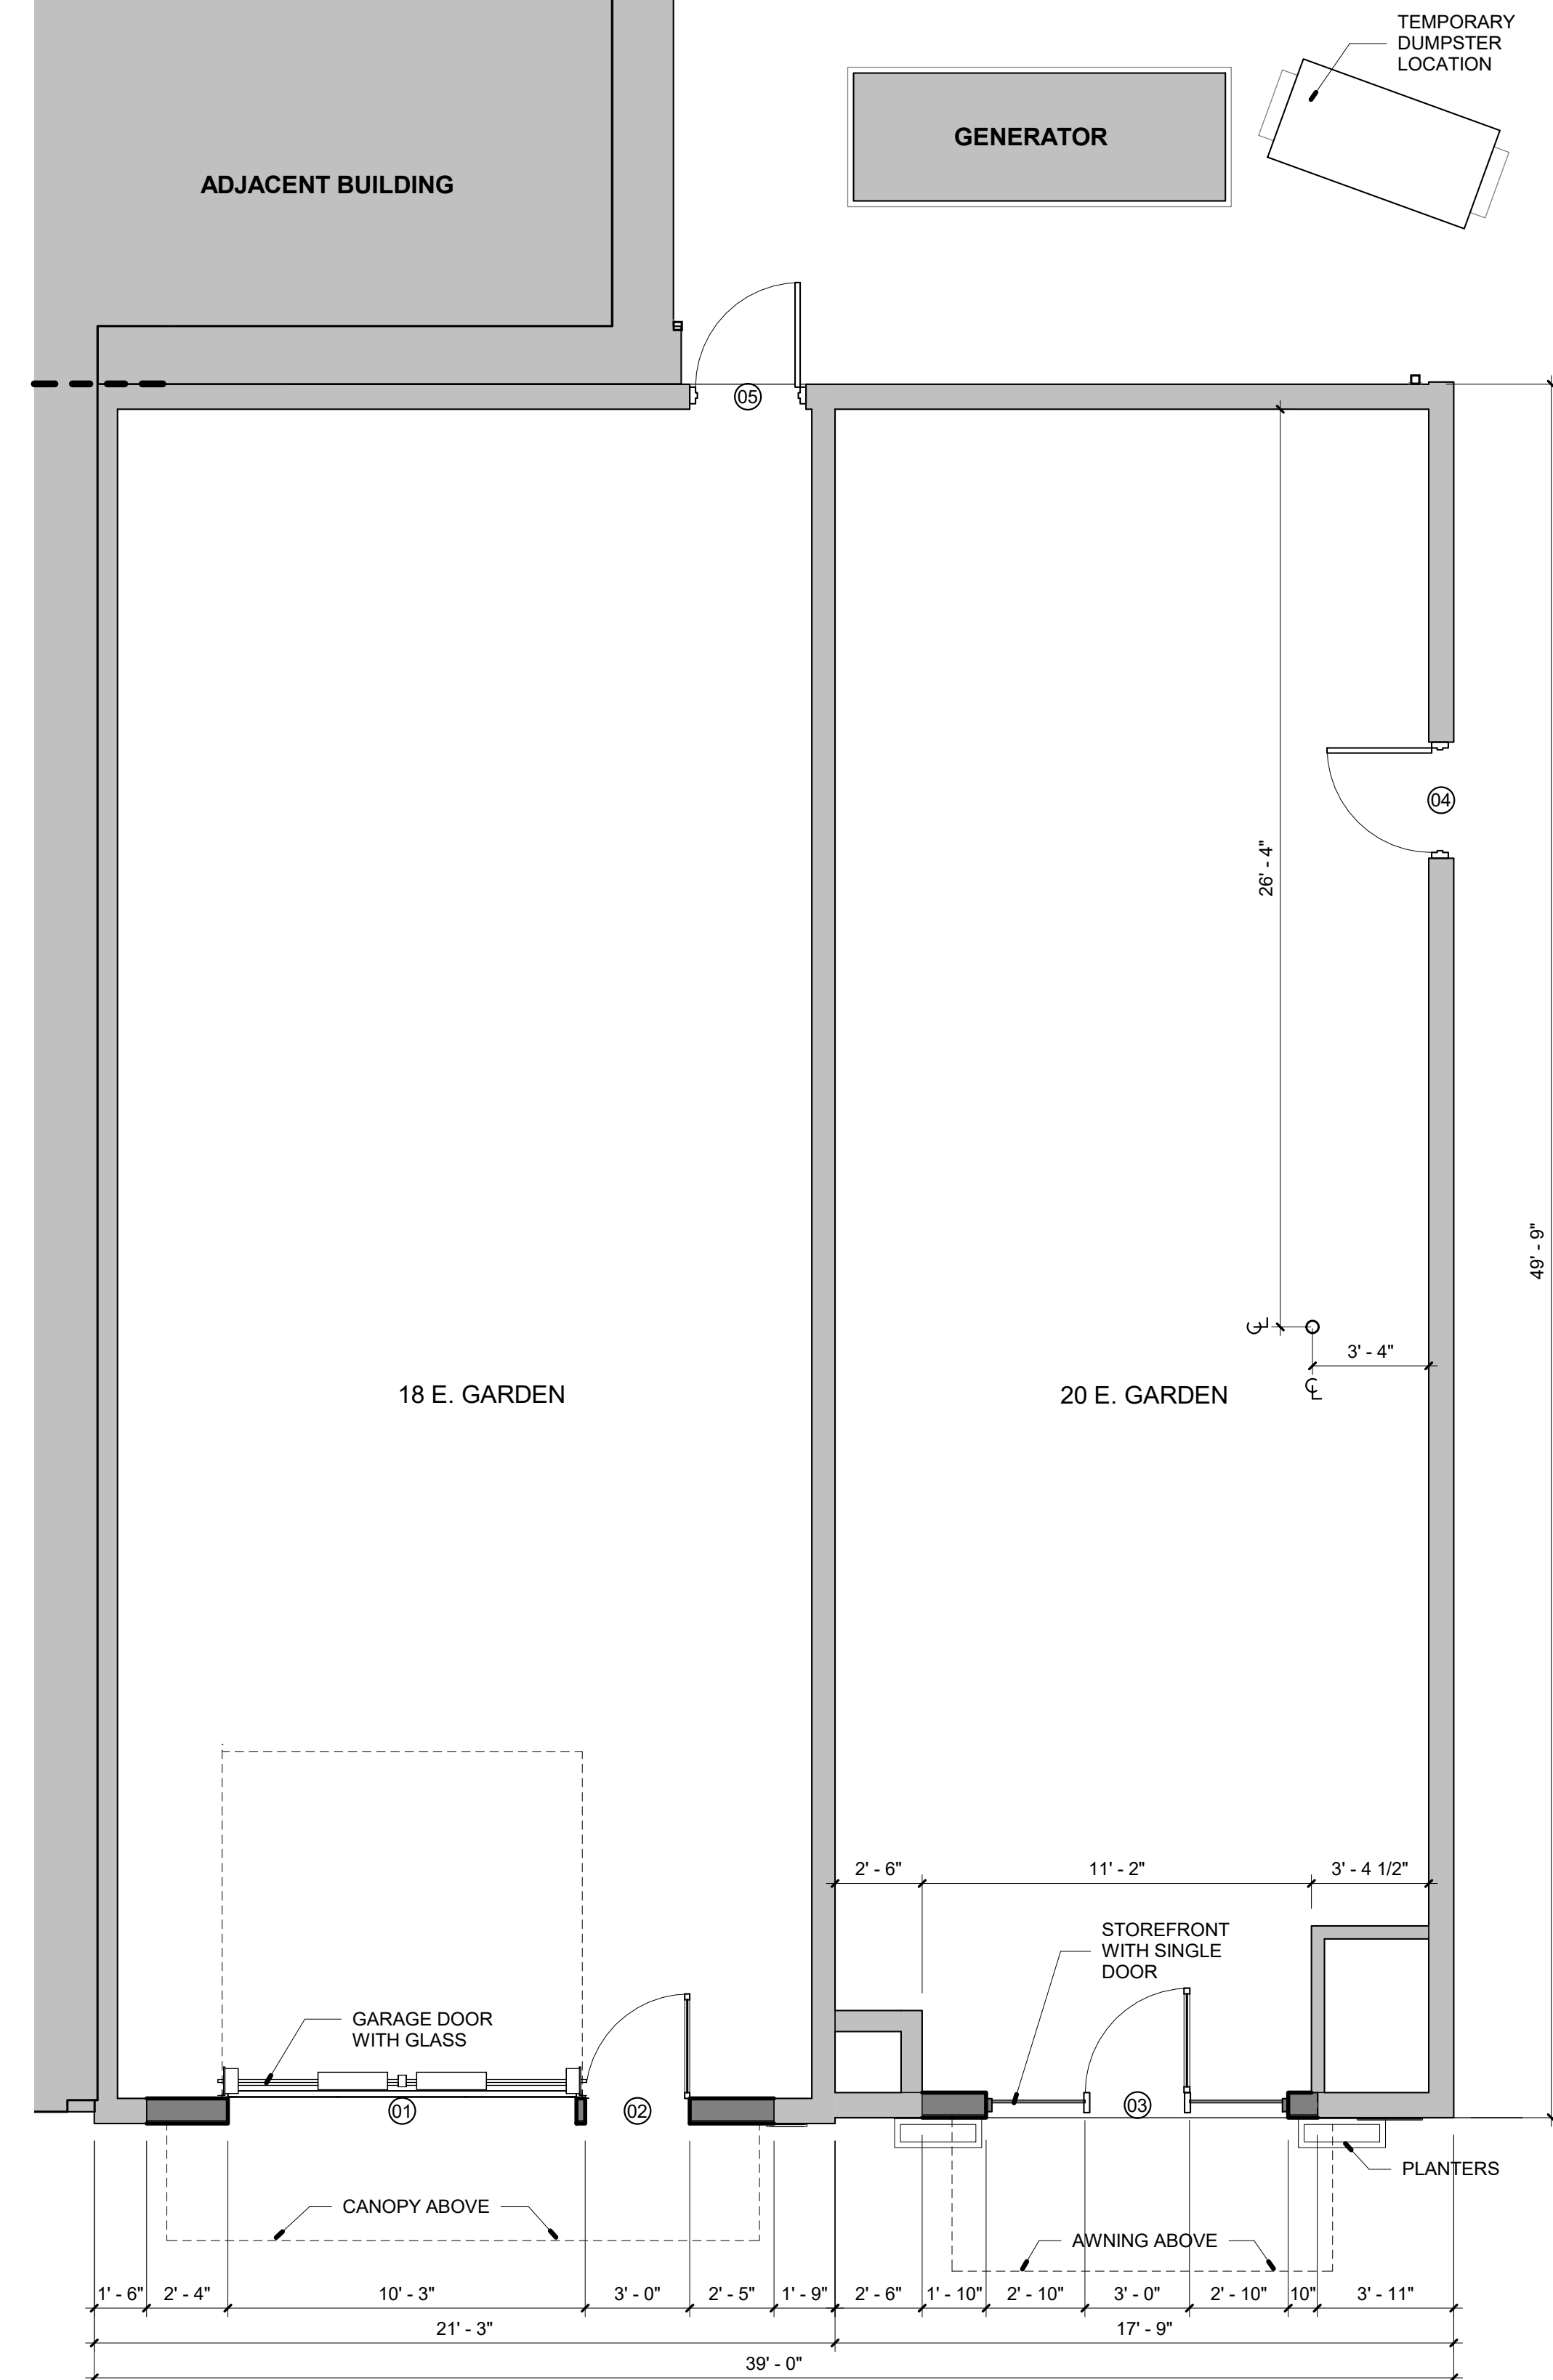 TEMPORARY
DUMPSTER
LOCATION
GENERATOR
ADJACENT BUILDING
05
04
26' - 4"
49' - 9"
3' - 4"
18 E. GARDEN
20 E. GARDEN
2' - 6"
11' - 2"
3' - 4 1/2"
STOREFRONT
WITH SINGLE
DOOR
GARAGE DOOR
WITH GLASS
01
02
03
PLANTERS
CANOPY ABOVE
AWNING ABOVE
1' - 6"
2' - 4"
10' - 3"
3' - 0"
2' - 5"
1' - 9"
2' - 6"
1' - 10"
2' - 10"
3' - 0"
2' - 10"
10"
3' - 11"
21' - 3"
17' - 9"
39' - 0"